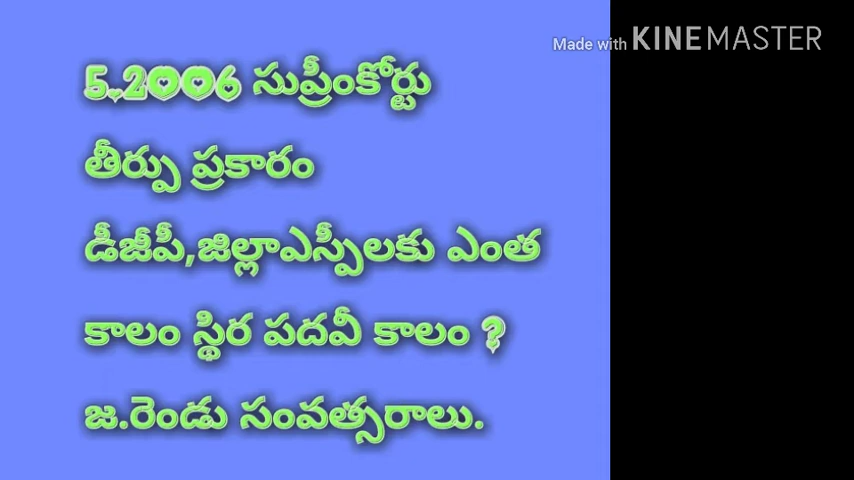 Made with KINEMASTER
5.2006 సుప్రీంకోర్టు
తీర్పు ప్రకారం
డీజీపీ,జిల్లాఎస్పీలకు ఎంత
కాలం స్థిర పదవీ కాలం ?
జ.రెండు సంవత్సరాలు.